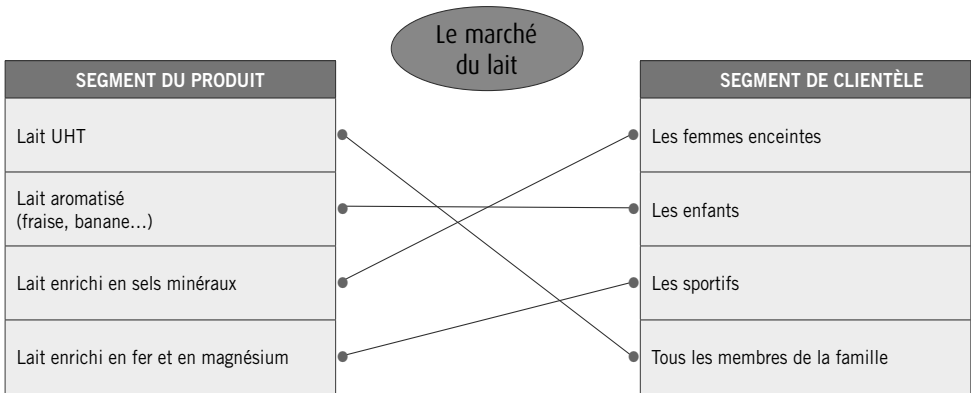 Le marché
du lait
SEGMENT DU PRODUIT
Lait UHT
Lait aromatisé
(fraise, banane…)
Lait enrichi en sels minéraux
Lait enrichi en fer et en magnésium
SEGMENT DE CLIENTÈLE
Les femmes enceintes
Les enfants
Les sportifs
Tous les membres de la famille